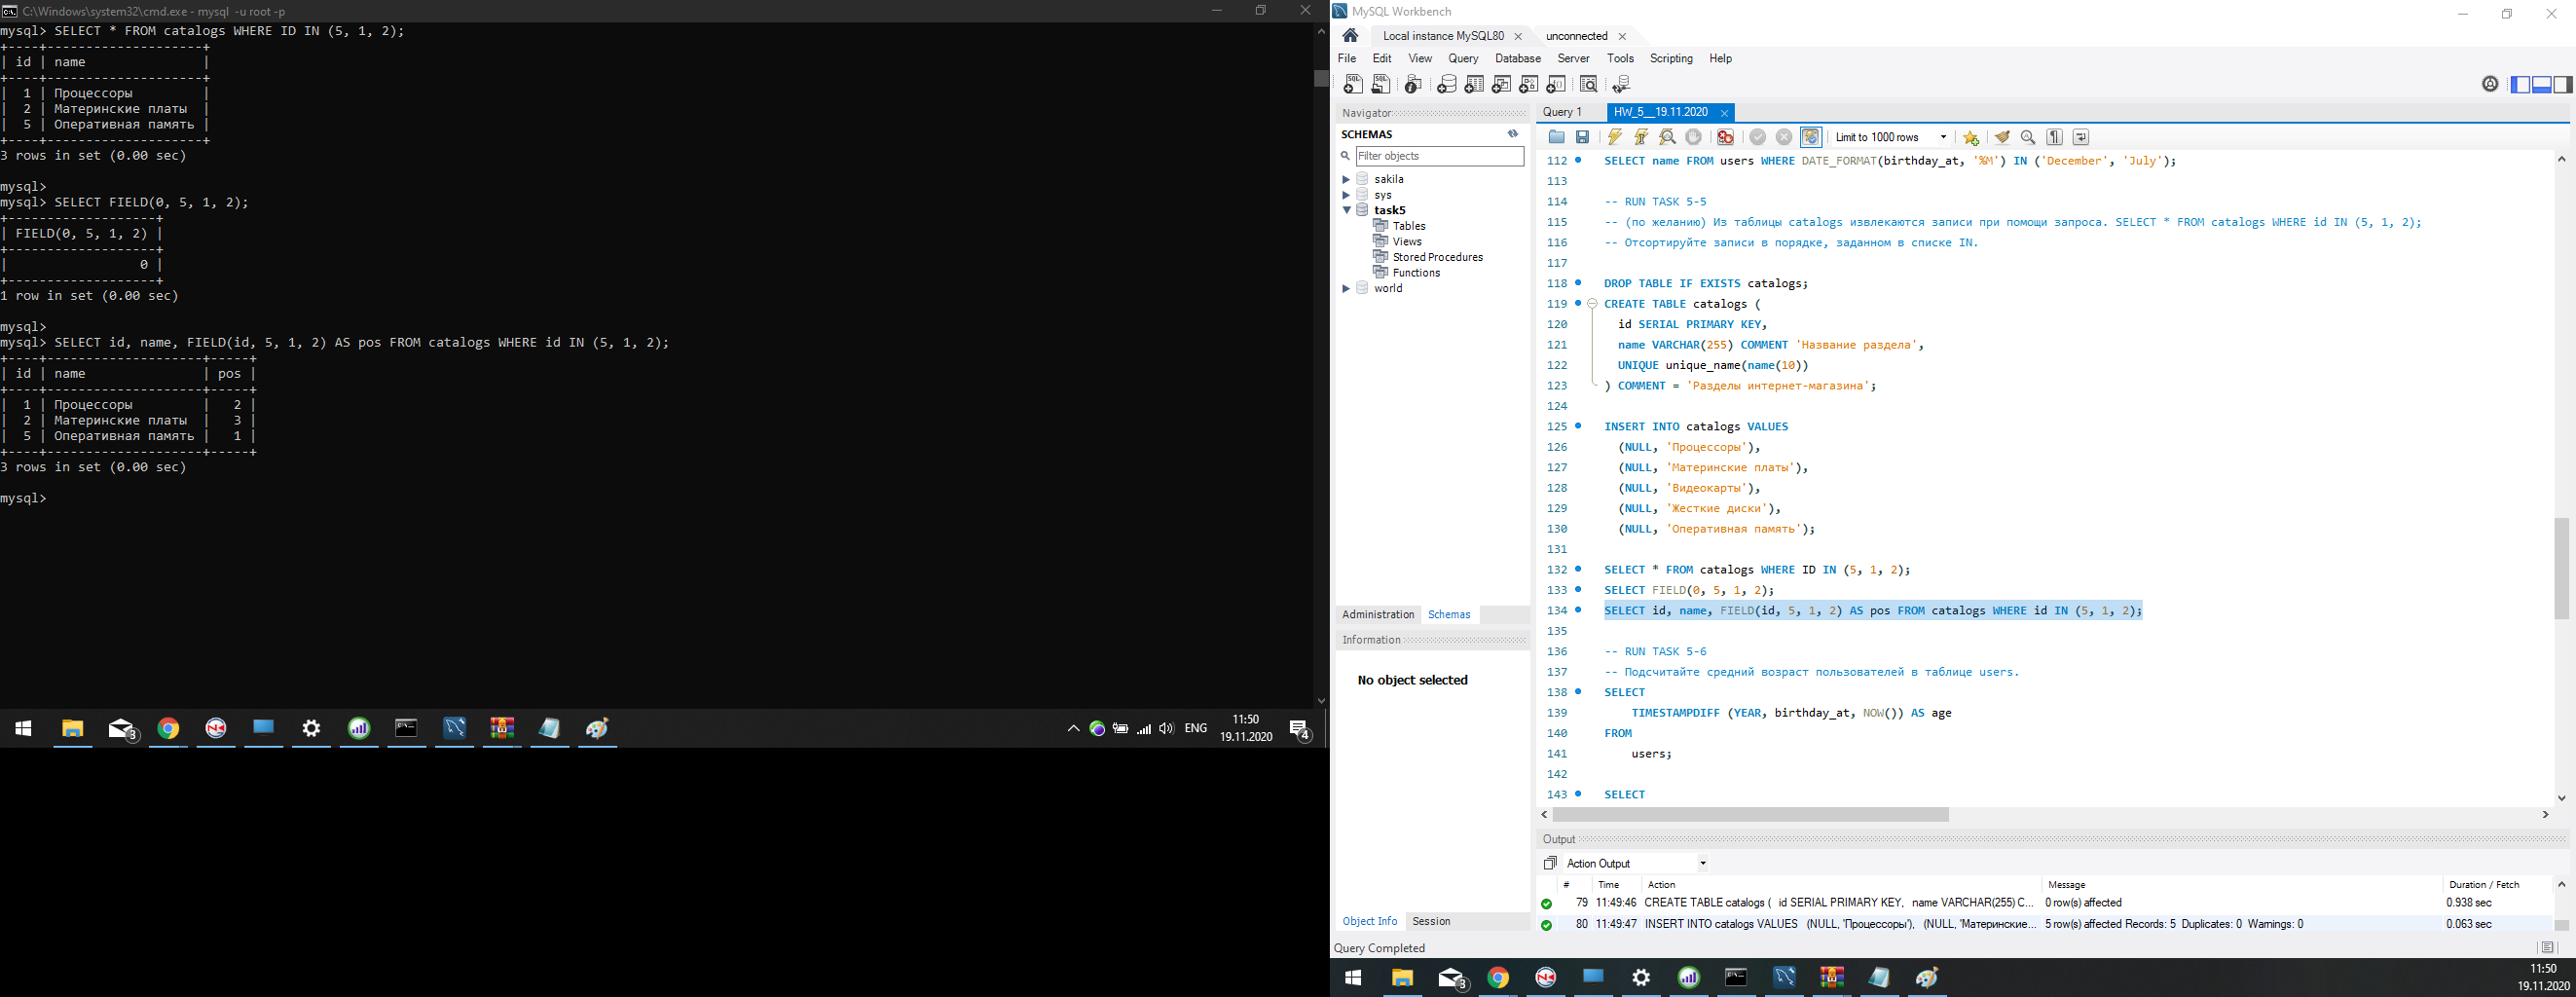 C:\Windows\system32\cmd.exe - mysql -u root -p
mysql> SELECT * FROM catalogs WHERE ID IN (5, 1, 2);
+----+--------------------+
| id | name               |
+----+--------------------+
|  1 | Процессоры         |
|  2 | Материнские платы  |
|  5 | Оперативная память |
+----+--------------------+
3 rows in set (0.00 sec)
mysql>
mysql> SELECT FIELD(0, 5, 1, 2);
+-------------------+
| FIELD(0, 5, 1, 2) |
+-------------------+
|                 0 |
+-------------------+
1 row in set (0.00 sec)
mysql>
mysql> SELECT id, name, FIELD(id, 5, 1, 2) AS pos FROM catalogs WHERE id IN (5, 1, 2);
+----+--------------------+-----+
| id | name               | pos |
+----+--------------------+-----+
|  1 | Процессоры         |   2 |
|  2 | Материнские платы  |   3 |
|  5 | Оперативная память |   1 |
+----+--------------------+-----+
3 rows in set (0.00 sec)
mysql>
3
ENG
11:50
19.11.2020
4
MySQL Workbench
Local instance MySQL80
unconnected
File Edit View Query Database Server Tools Scripting Help
Navigator
SCHEMAS
Filter objects
sakila
sys
task5
Tables
Views
Stored Procedures
Functions
world
Administration Schemas
Information
No object selected
Object Info Session
Query 1
HW_5__19.11.2020
Limit to 1000 rows
112 SELECT name FROM users WHERE DATE_FORMAT(birthday_at, '%M') IN ('December', 'July');
113
114 -- RUN TASK 5-5
115 -- (по желанию) Из таблицы catalogs извлекаются записи при помощи запроса. SELECT * FROM catalogs WHERE id IN (5, 1, 2);
116 -- Отсортируйте записи в порядке, заданном в списке IN.
117
118 DROP TABLE IF EXISTS catalogs;
119 CREATE TABLE catalogs (
120 id SERIAL PRIMARY KEY,
121 name VARCHAR(255) COMMENT 'Название раздела',
122 UNIQUE unique_name(name(10))
123 ) COMMENT = 'Разделы интернет-магазина';
124
125 INSERT INTO catalogs VALUES
126 (NULL, 'Процессоры'),
127 (NULL, 'Материнские платы'),
128 (NULL, 'Видеокарты'),
129 (NULL, 'Жесткие диски'),
130 (NULL, 'Оперативная память');
131
132 SELECT * FROM catalogs WHERE ID IN (5, 1, 2);
133 SELECT FIELD(0, 5, 1, 2);
134 SELECT id, name, FIELD(id, 5, 1, 2) AS pos FROM catalogs WHERE id IN (5, 1, 2);
135
136 -- RUN TASK 5-6
137 -- Подсчитайте средний возраст пользователей в таблице users.
138 SELECT
139 TIMESTAMPDIFF (YEAR, birthday_at, NOW()) AS age
140 FROM
141 users;
142
143 SELECT
Output
Action Output
# Time Action Message Duration / Fetch
79 11:49:46 CREATE TABLE catalogs ( id SERIAL PRIMARY KEY, name VARCHAR(255) C... 0 row(s) affected 0.938 sec
80 11:49:47 INSERT INTO catalogs VALUES (NULL, 'Процессоры'), (NULL, 'Материнские... 5 row(s) affected Records: 5 Duplicates: 0 Warnings: 0 0.063 sec
Query Completed
3
11:50
19.11.2020